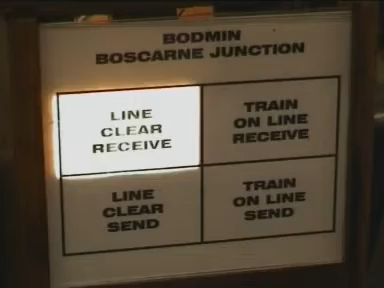 BODMIN
BOSCARNE JUNCTION
LINE
CLEAR
RECEIVE
TRAIN
ON LINE
RECEIVE
LINE
CLEAR
SEND
TRAIN
ON LINE
SEND